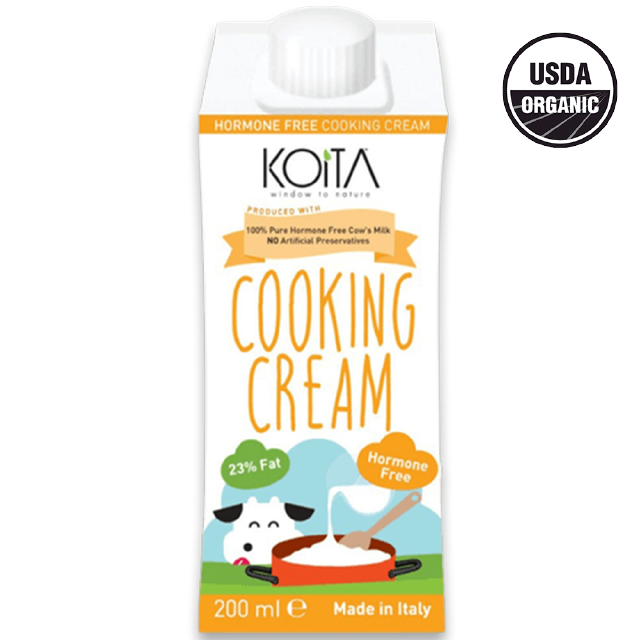 USDA
ORGANIC
HORMONE FREE COOKING CREAM
KOITA
window to nature
PRODUCED WITH
100% Pure Hormone Free Cow's Milk
NO Artificial Preservatives
COOKING
CREAM
23% Fat
Hormone
Free
200 ml ℮
Made in Italy